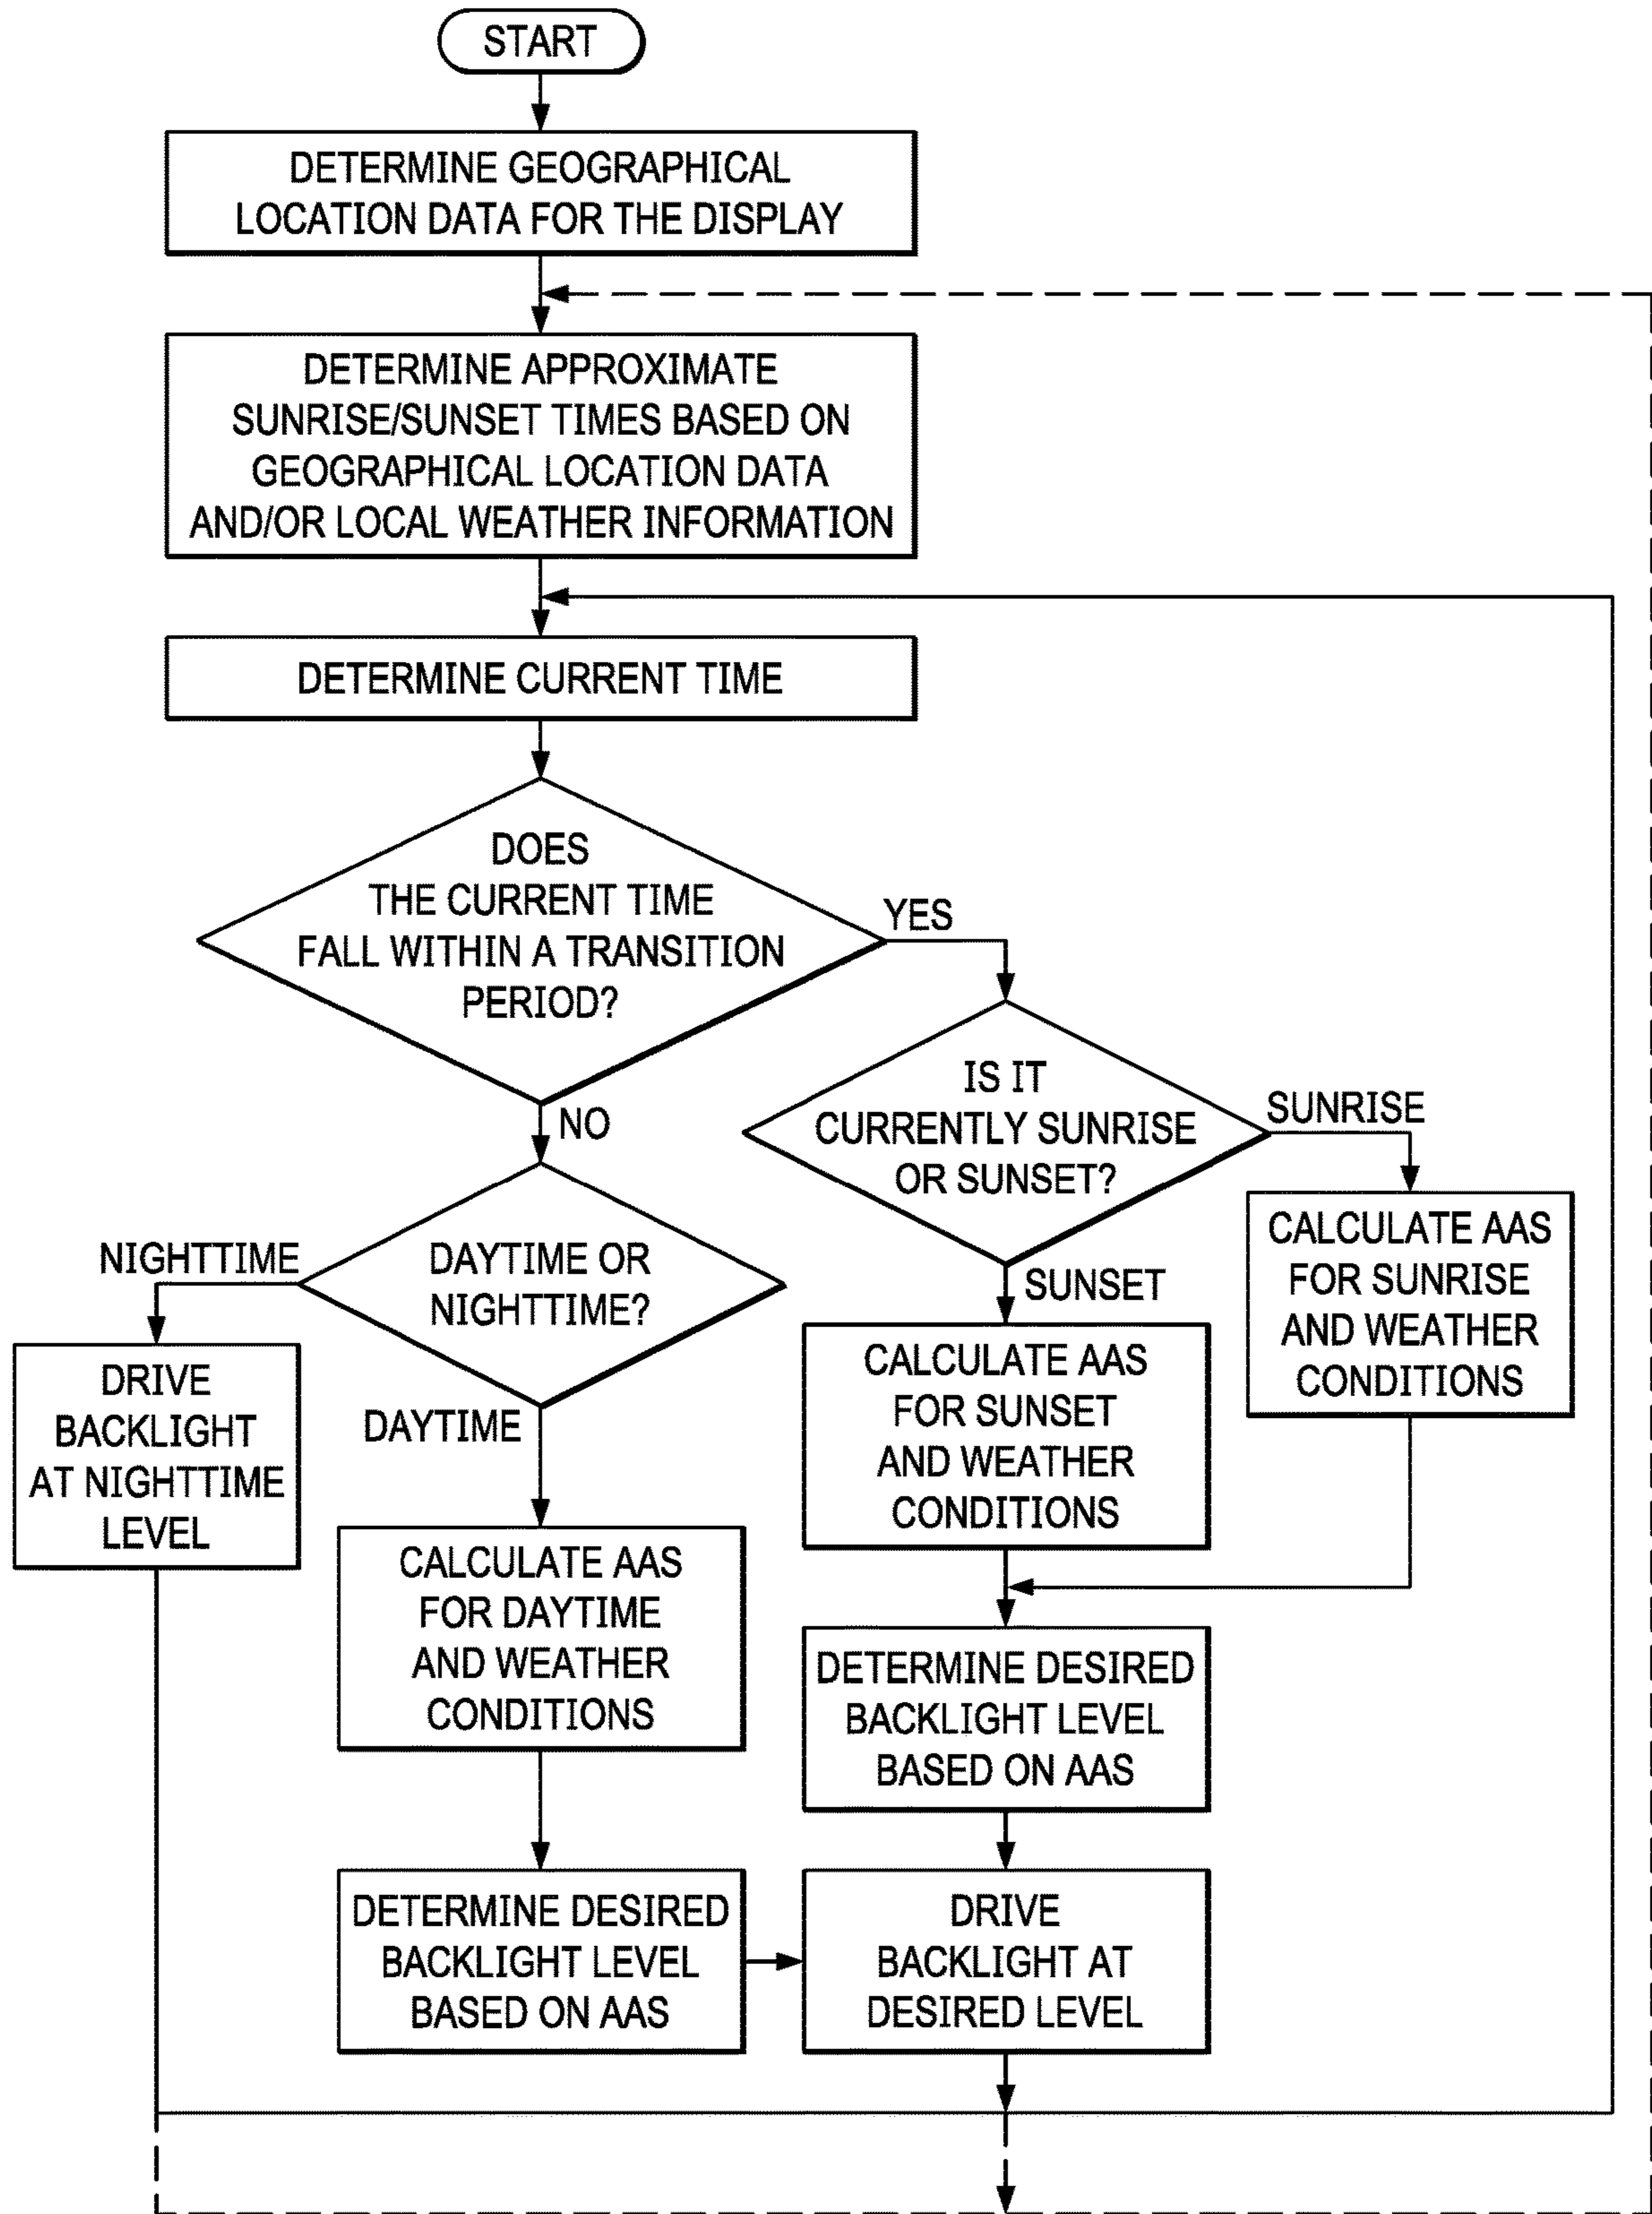 START
DETERMINE GEOGRAPHICAL
LOCATION DATA FOR THE DISPLAY
DETERMINE APPROXIMATE
SUNRISE/SUNSET TIMES BASED ON
GEOGRAPHICAL LOCATION DATA
AND/OR LOCAL WEATHER INFORMATION
DETERMINE CURRENT TIME
DOES
THE CURRENT TIME
FALL WITHIN A TRANSITION
PERIOD?
YES
NO
IS IT
CURRENTLY SUNRISE
OR SUNSET?
SUNRISE
SUNSET
CALCULATE AAS
FOR SUNRISE
AND WEATHER
CONDITIONS
DAYTIME OR
NIGHTTIME?
NIGHTTIME
DAYTIME
DRIVE
BACKLIGHT
AT NIGHTTIME
LEVEL
CALCULATE AAS
FOR SUNSET
AND WEATHER
CONDITIONS
CALCULATE AAS
FOR DAYTIME
AND WEATHER
CONDITIONS
DETERMINE DESIRED
BACKLIGHT LEVEL
BASED ON AAS
DETERMINE DESIRED
BACKLIGHT LEVEL
BASED ON AAS
DRIVE
BACKLIGHT AT
DESIRED LEVEL